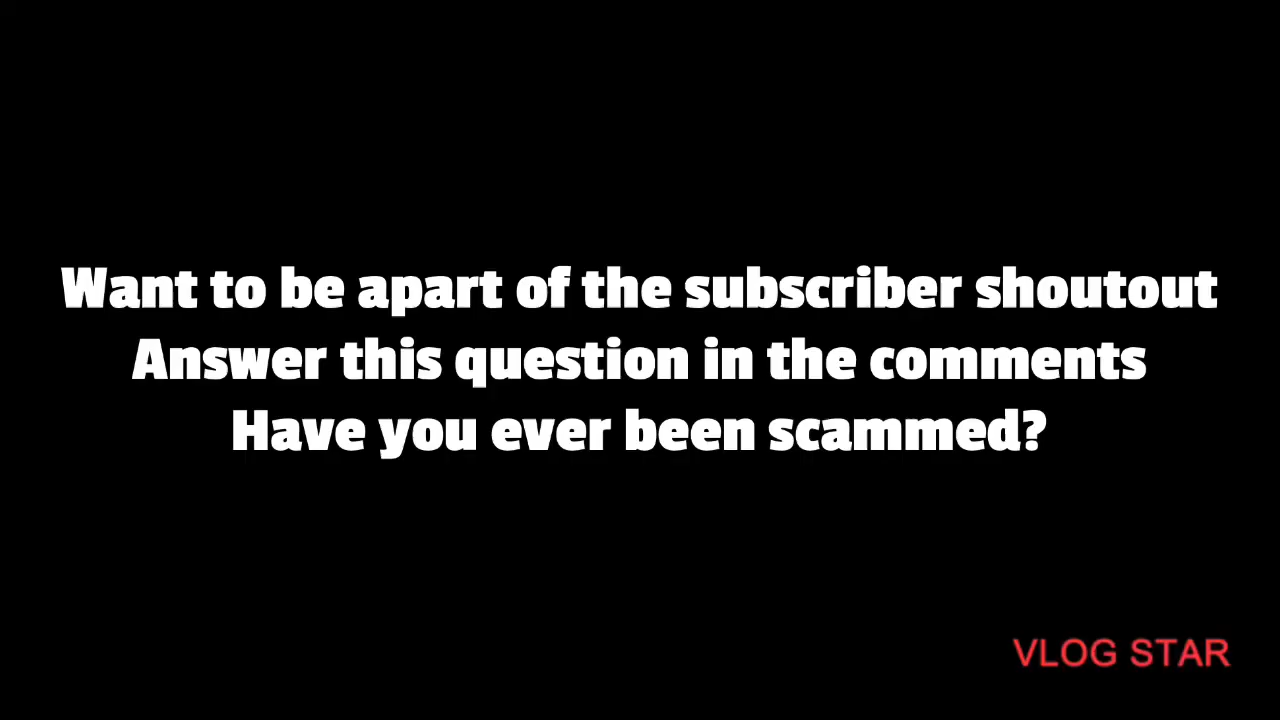 Want to be apart of the subscriber shoutout
Answer this question in the comments
Have you ever been scammed?
VLOG STAR